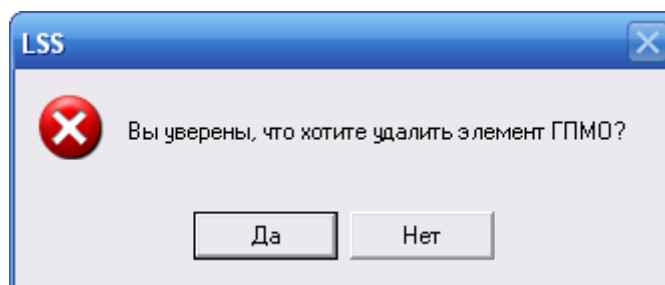 LSS
Вы уверены, что хотите удалить элемент ГПМО?
Да
Нет